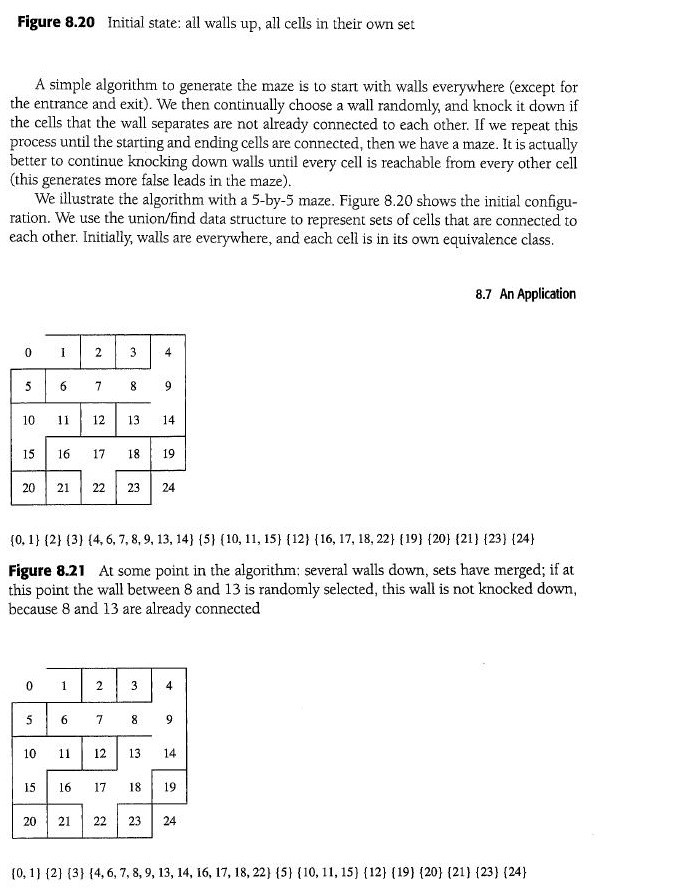 Figure 8.20 Initial state: all walls up, all cells in their own set
A simple algorithm to generate the maze is to start with walls everywhere (except for
the entrance and exit). We then continually choose a wall randomly, and knock it down if
the cells that the wall separates are not already connected to each other. If we repeat this
process until the starting and ending cells are connected, then we have a maze. It is actually
better to continue knocking down walls until every cell is reachable from every other cell
(this generates more false leads in the maze).
We illustrate the algorithm with a 5-by-5 maze. Figure 8.20 shows the initial configu-
ration. We use the union/find data structure to represent sets of cells that are connected to
each other. Initially, walls are everywhere, and each cell is in its own equivalence class.
8.7 An Application
0 1 2 3 4
5 6 7 8 9
10 11 12 13 14
15 16 17 18 19
20 21 22 23 24
{0, 1} {2} {3} {4, 6, 7, 8, 9, 13, 14} {5} {10, 11, 15} {12} {16, 17, 18, 22} {19} {20} {21} {23} {24}
Figure 8.21 At some point in the algorithm: several walls down, sets have merged; if at
this point the wall between 8 and 13 is randomly selected, this wall is not knocked down,
because 8 and 13 are already connected
0 1 2 3 4
5 6 7 8 9
10 11 12 13 14
15 16 17 18 19
20 21 22 23 24
{0, 1} {2} {3} {4, 6, 7, 8, 9, 13, 14, 16, 17, 18, 22} {5} {10, 11, 15} {12} {19} {20} {21} {23} {24}